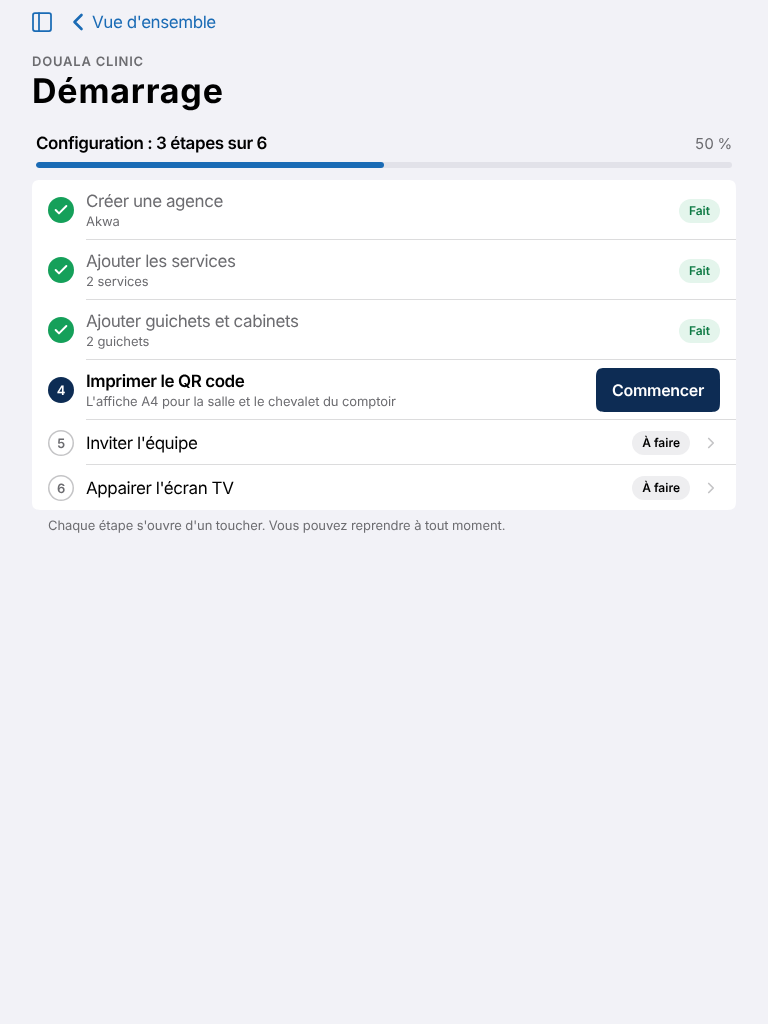 Vue d'ensemble
DOUALA CLINIC
Démarrage
Configuration : 3 étapes sur 6
50 %
Créer une agence
Akwa
Fait
Ajouter les services
2 services
Fait
Ajouter guichets et cabinets
2 guichets
Fait
4
Imprimer le QR code
L'affiche A4 pour la salle et le chevalet du comptoir
Commencer
5
Inviter l'équipe
À faire
6
Appairer l'écran TV
À faire
Chaque étape s'ouvre d'un toucher. Vous pouvez reprendre à tout moment.